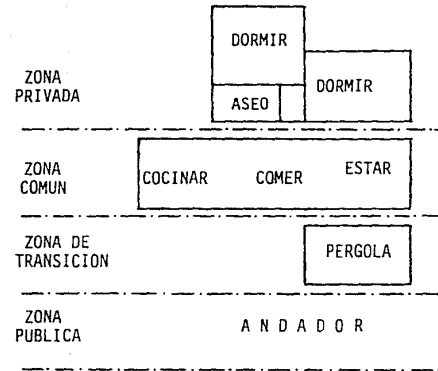 DORMIR
ZONA
PRIVADA
DORMIR
ASEO
ZONA
COMUN
COCINAR COMER ESTAR
ZONA DE
TRANSICION
PERGOLA
ZONA
PUBLICA
A N D A D O R